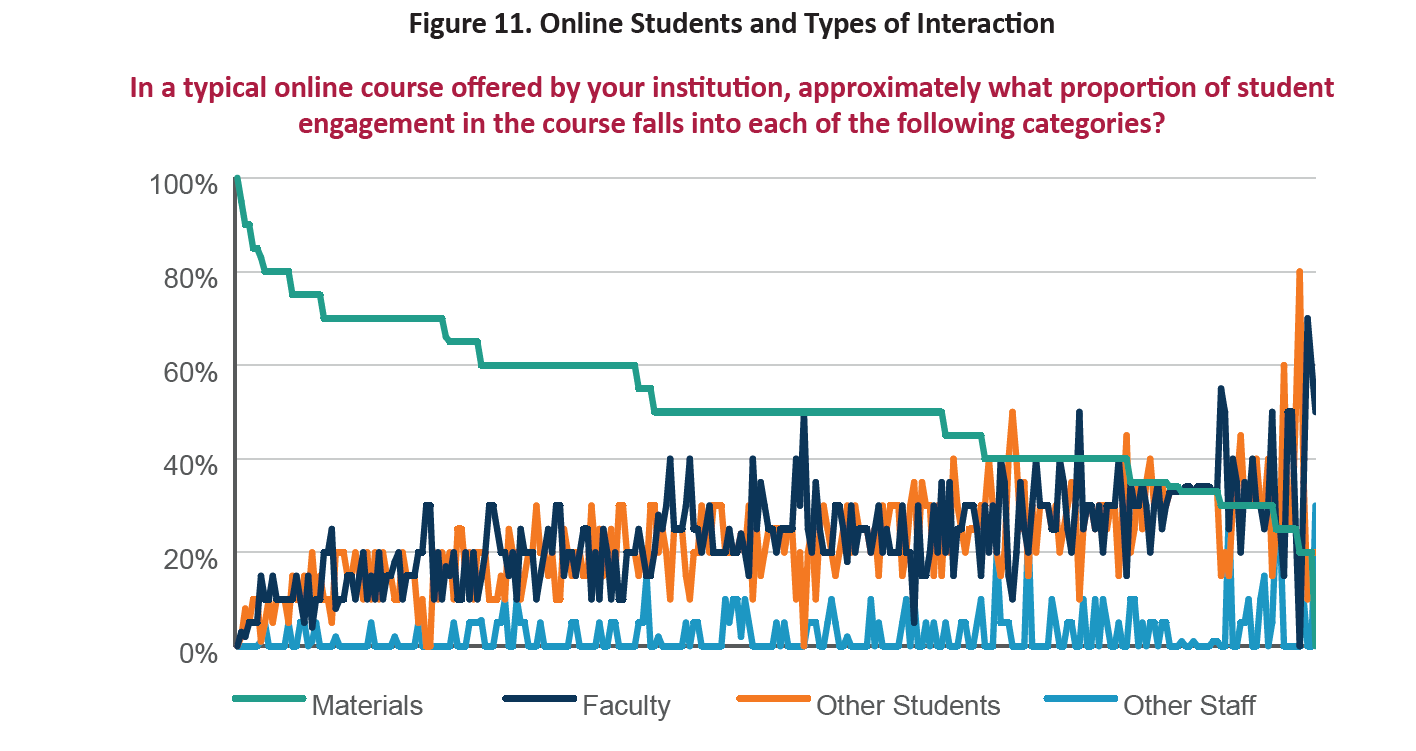 Figure 11. Online Students and Types of Interaction
In a typical online course offered by your institution, approximately what proportion of student
engagement in the course falls into each of the following categories?
100%
80%
60%
40%
20%
0%
Materials
Faculty
Other Students
Other Staff